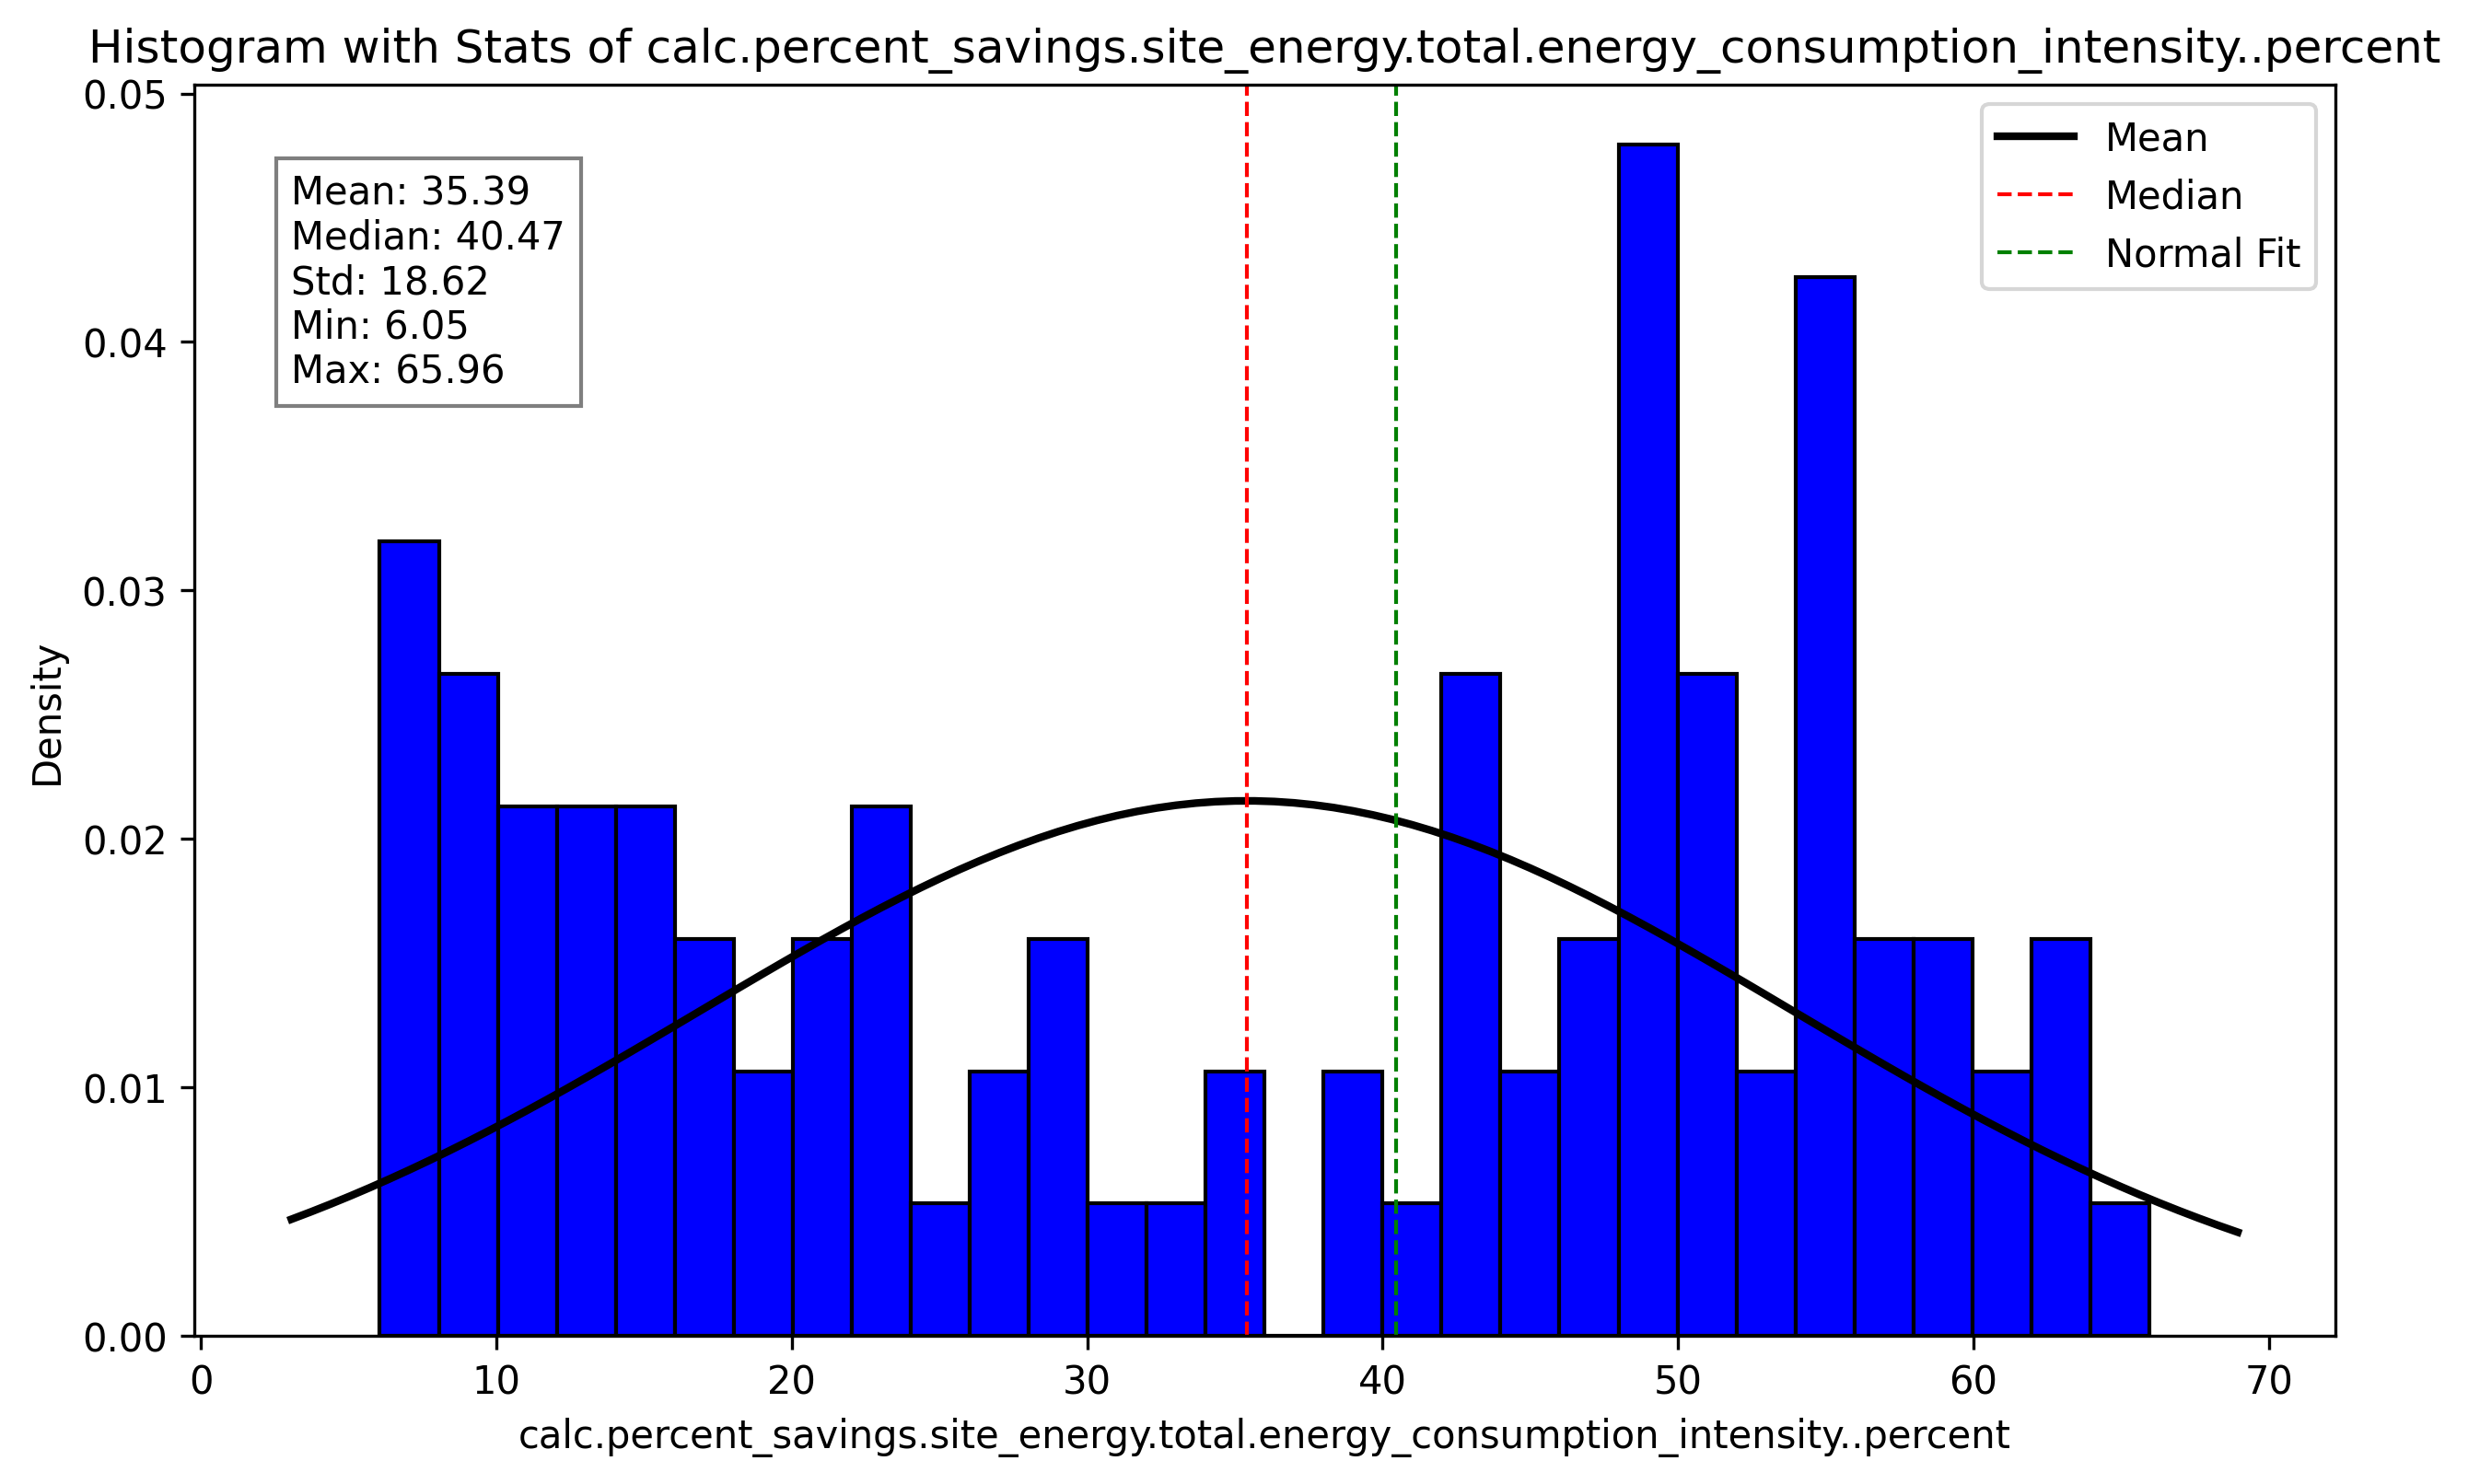 Histogram with Stats of calc.percent_savings.site_energy.total.energy_consumption_intensity..percent
Mean: 35.39
Median: 40.47
Std: 18.62
Min: 6.05
Max: 65.96
Mean
Median
Normal Fit
Density
0.05
0.04
0.03
0.02
0.01
0.00
0 10 20 30 40 50 60 70
calc.percent_savings.site_energy.total.energy_consumption_intensity..percent